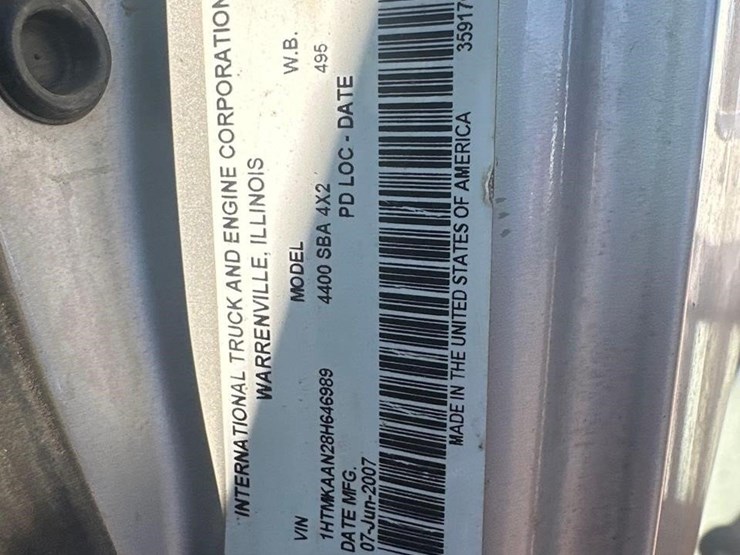 INTERNATIONAL TRUCK AND ENGINE CORPORATION
WARRENVILLE, ILLINOIS
VIN MODEL W.B.
1HTMKAAN28H646989 4400 SBA 4X2 495
DATE MFG. PD LOC - DATE
07-Jun-2007
MADE IN THE UNITED STATES OF AMERICA 35917